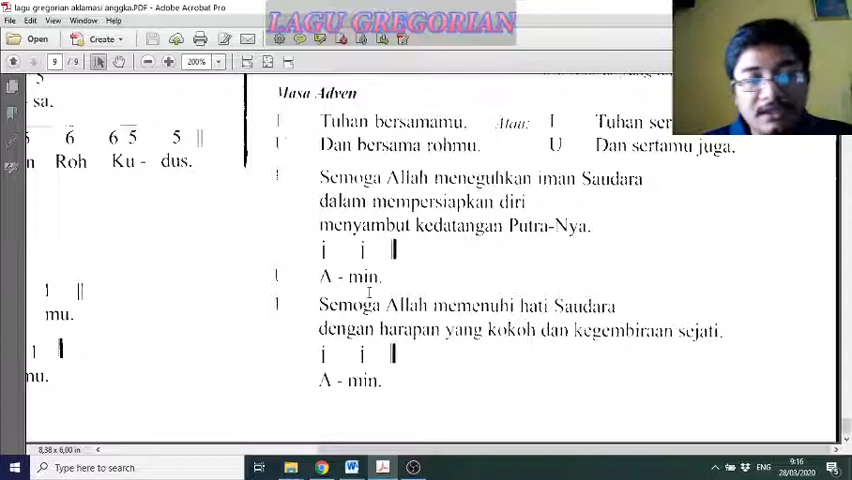 lagu gregorian aklamasi anggka.PDF - Adobe Acrobat Pro
LAGU GREGORIAN
File Edit View Window Help
Open Create
9 / 9 200%
5
- sa.
6 6 5 5
n Roh Ku - dus.
mu.
mu.
Masa Adven
Tuhan bersamamu. Atau: I Tuhan ser
U Dan bersama rohmu. U Dan sertamu juga.
Semoga Allah meneguhkan iman Saudara
dalam mempersiapkan diri
menyambut kedatangan Putra-Nya.
i i
A - min.
Semoga Allah memenuhi hati Saudara
dengan harapan yang kokoh dan kegembiraan sejati.
i i
A - min.
8,38 x 6,00 in
Type here to search
ENG
9:16
28/03/2020